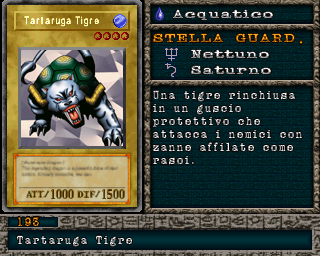 Tartaruga Tigre
ATT/1000 DIF/1500
Acquatico
STELLA GUARD.
Nettuno
Saturno
Una tigre rinchiusa
in un guscio
protettivo che
attacca i nemici con
zanne affilate come
rasoi.
193
Tartaruga Tigre